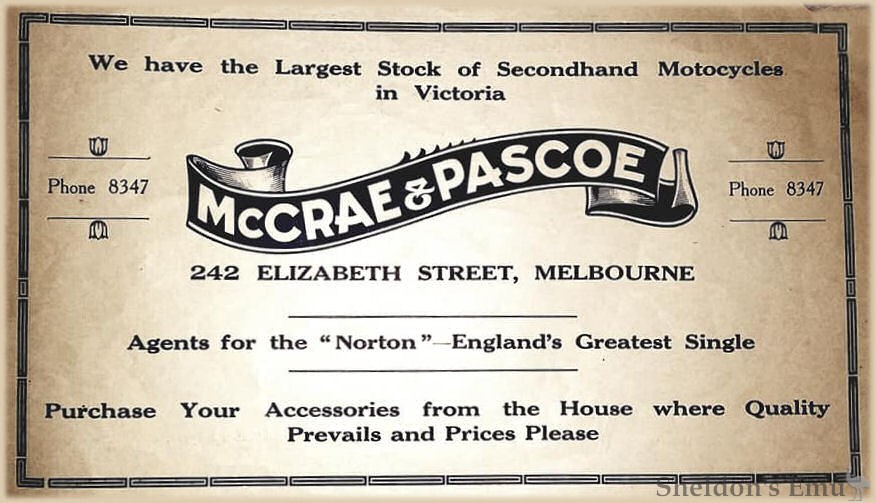 We have the Largest Stock of Secondhand Motocycles
in Victoria
McCRAE & PASCOE
Phone 8347
Phone 8347
242 ELIZABETH STREET, MELBOURNE
Agents for the "Norton"—England's Greatest Single
Purchase Your Accessories from the House where Quality
Prevails and Prices Please
Sheldon's Emu